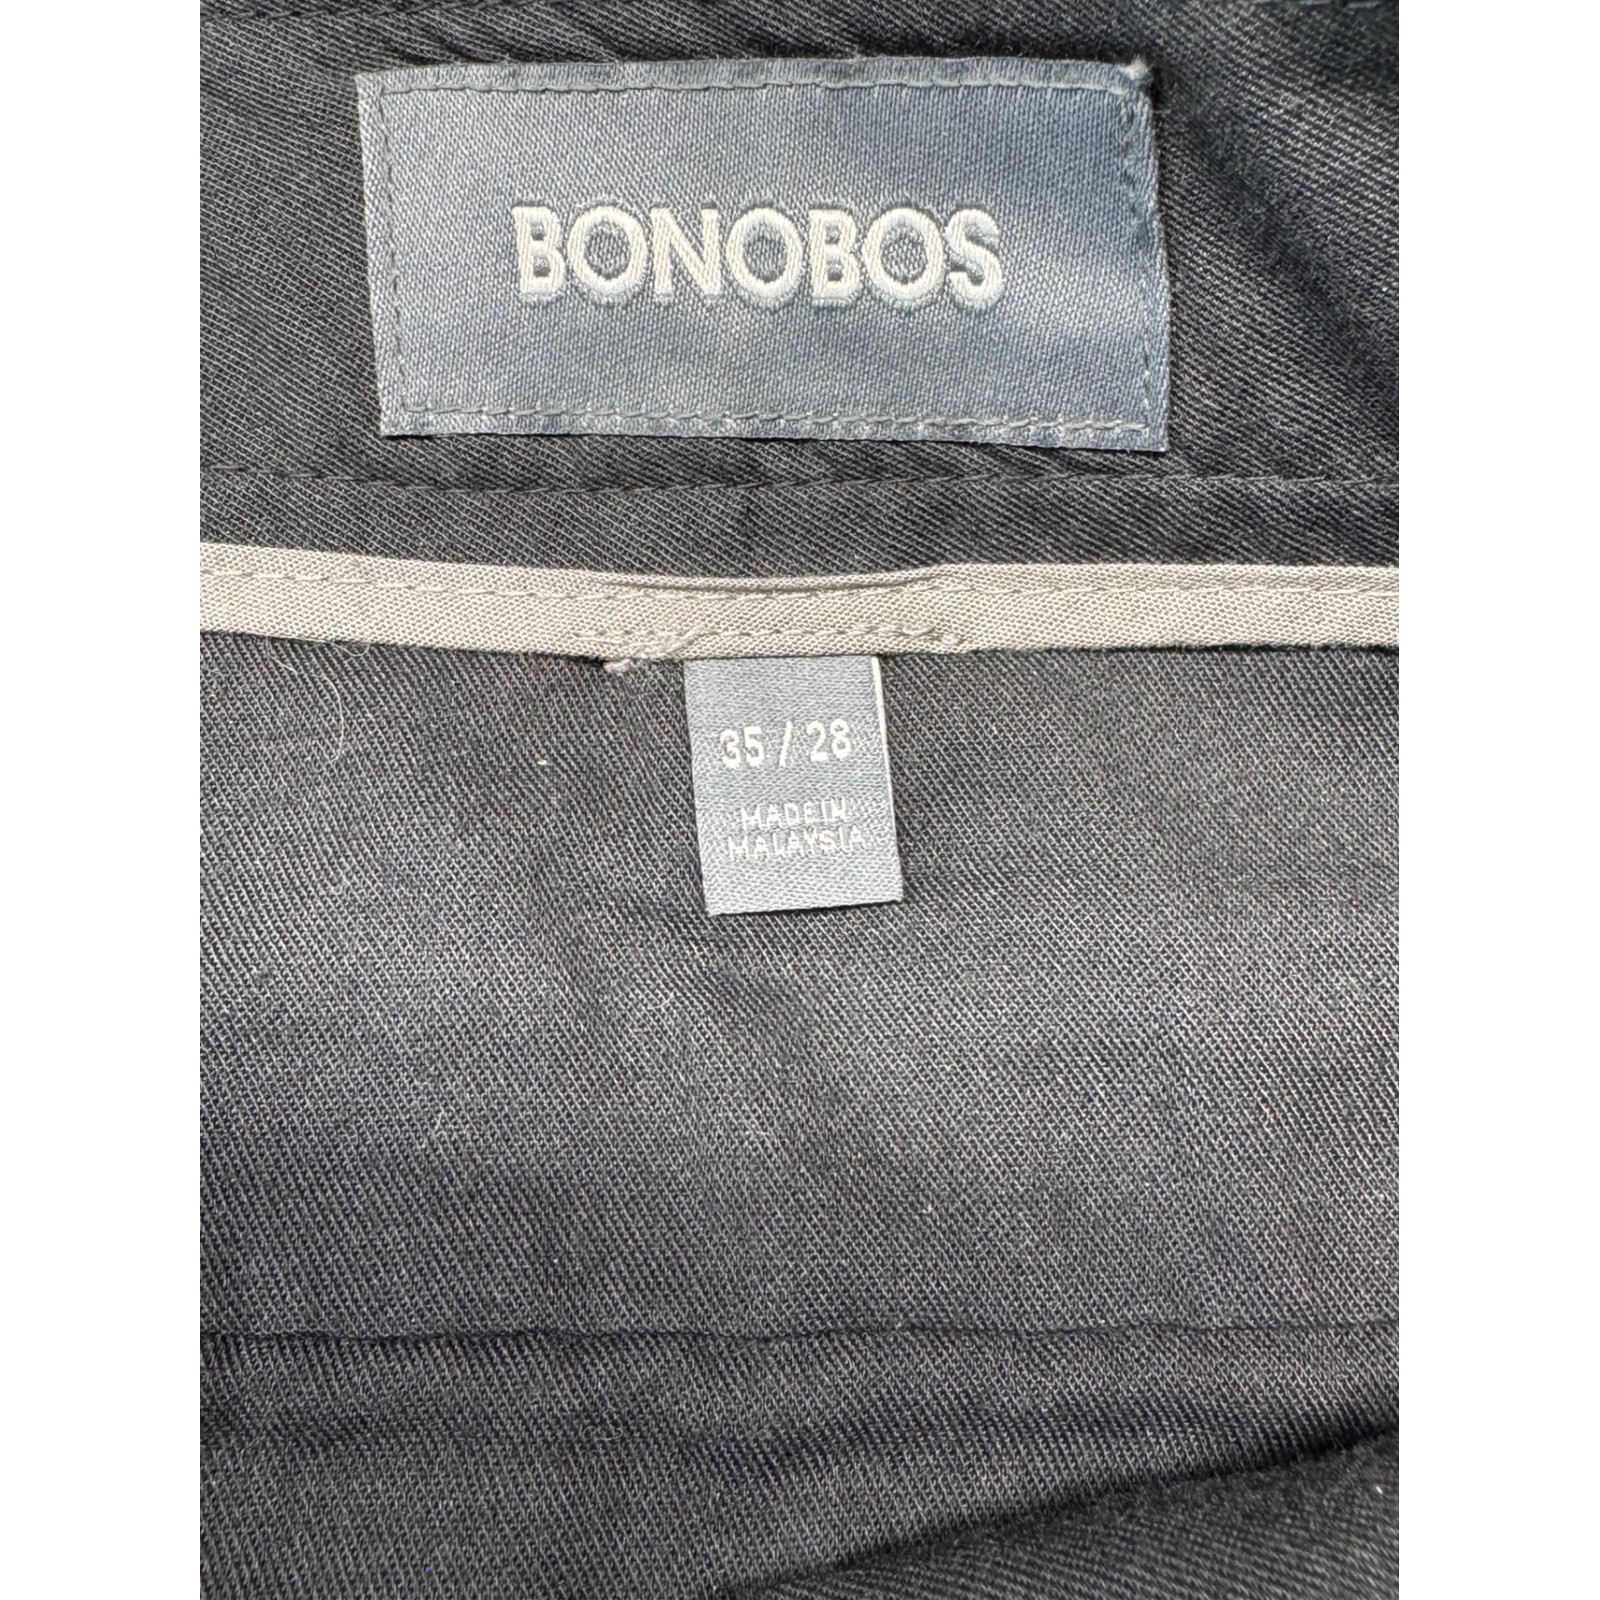 BONOBOS
35 / 28
MADE IN
MALAYSIA